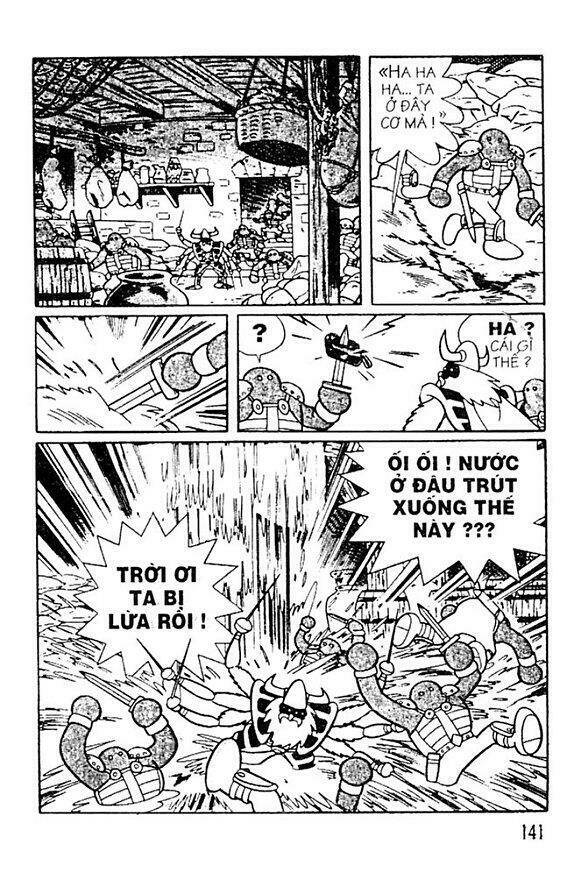 «HA HA
HA... TA
Ở ĐÂY
CƠ MÀ !»
?
HA ?
CÁI GÌ
THẾ ?
ỐI ỐI ! NƯỚC
Ở ĐÂU TRÚT
XUỐNG THẾ
NÀY ???
TRỜI ƠI
TA BỊ
LỪA RỒI !
141